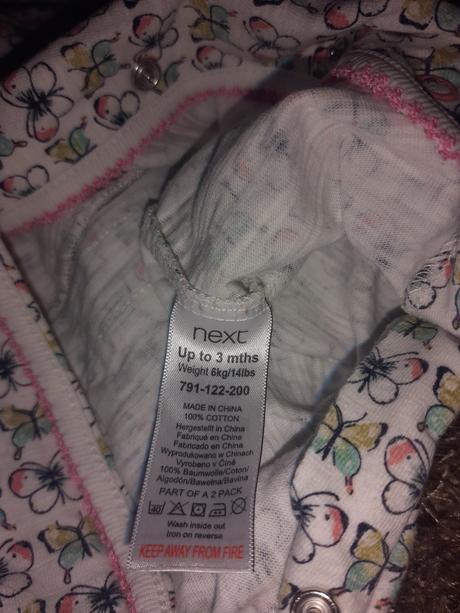 next
Up to 3 mths
Weight 6kg/14lbs
791-122-200
MADE IN CHINA
100% COTTON
Hergestellt in China
Fabriqué en China
Fabricado en China
Wyprodukowano w Chinach
Vyrobeno v Číně
100% Baumwolle/Coton/
Algodón/Bawełna/Bavlna
PART OF A 2 PACK
40
Wash inside out
Iron on reverse
KEEP AWAY FROM FIRE